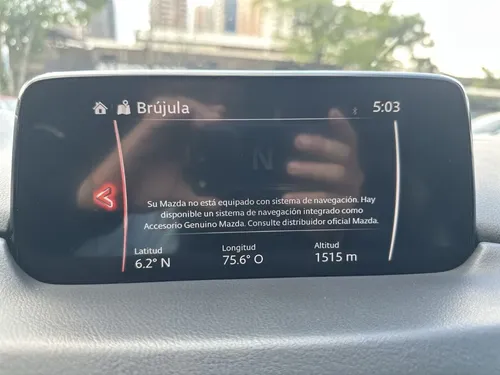 Brújula
5:03
N
Su Mazda no está equipado con sistema de navegación. Hay
disponible un sistema de navegación integrado como
Accesorio Genuino Mazda. Consulte distribuidor oficial Mazda.
Latitud
6.2° N
Longitud
75.6° O
Altitud
1515 m